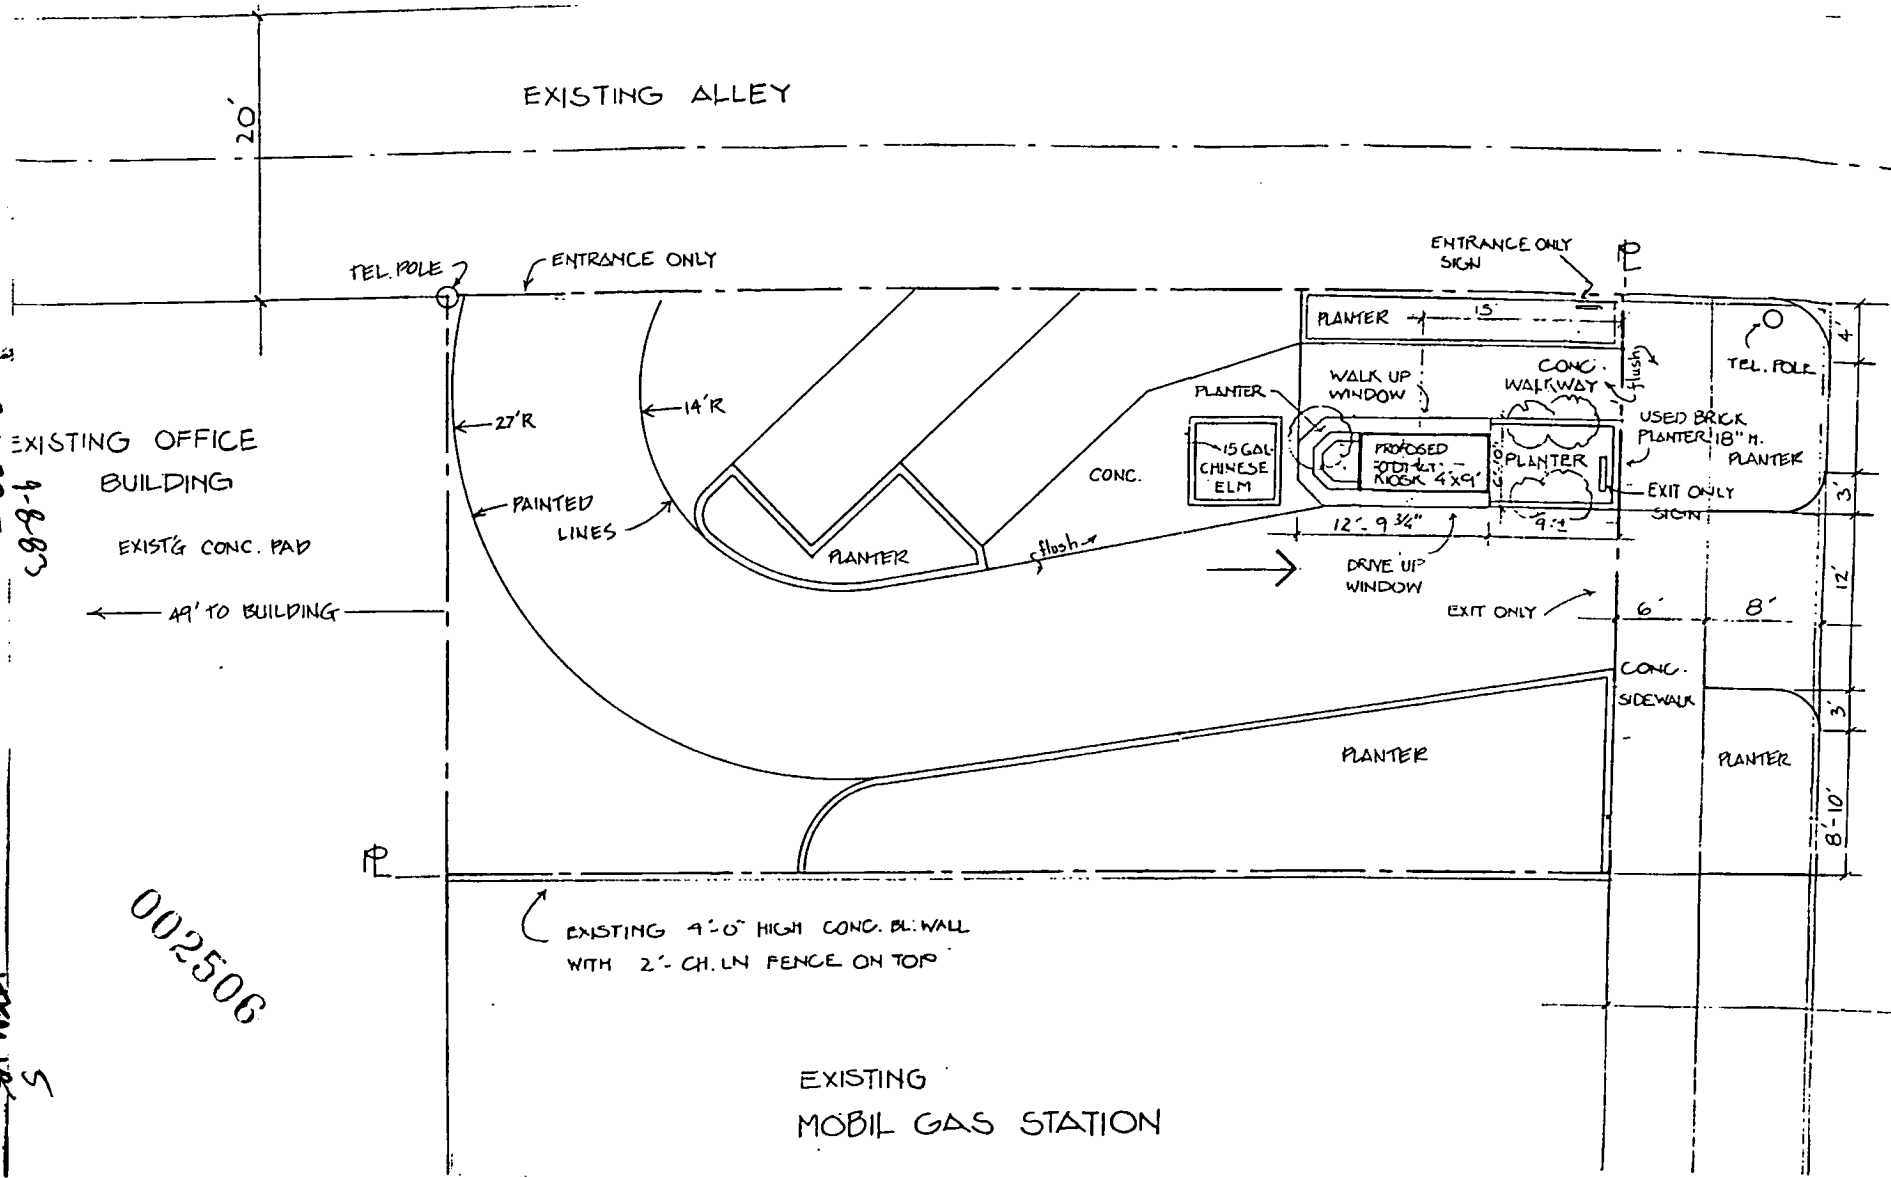 20'
EXISTING ALLEY
ENTRANCE ONLY
SIGN
PL
TEL. POLE
ENTRANCE ONLY
PLANTER
15'
4'
TEL. POLE
CONC.
WALKWAY
flush
WALK UP
WINDOW
PLANTER
27'R
14'R
USED BRICK
PLANTER 18" H.
PLANTER
EXISTING OFFICE
BUILDING
15 GAL.
CHINESE
ELM
PROPOSED
KIOSK 4'x9'
PLANTER
CONC.
3'
EXIT ONLY
SIGN
PAINTED
LINES
12'-9 3/4"
9'±
EXIST'G CONC. PAD
9-8-83
PLANTER
flush
DRIVE UP
WINDOW
12'
49' TO BUILDING
EXIT ONLY
6'
8'
CONC.
SIDEWALK
3'
PLANTER
PLANTER
8'-10'
PL
EXISTING 4'-0" HIGH CONC. BL. WALL
WITH 2'- CH. LN FENCE ON TOP
002506
EXISTING
MOBIL GAS STATION